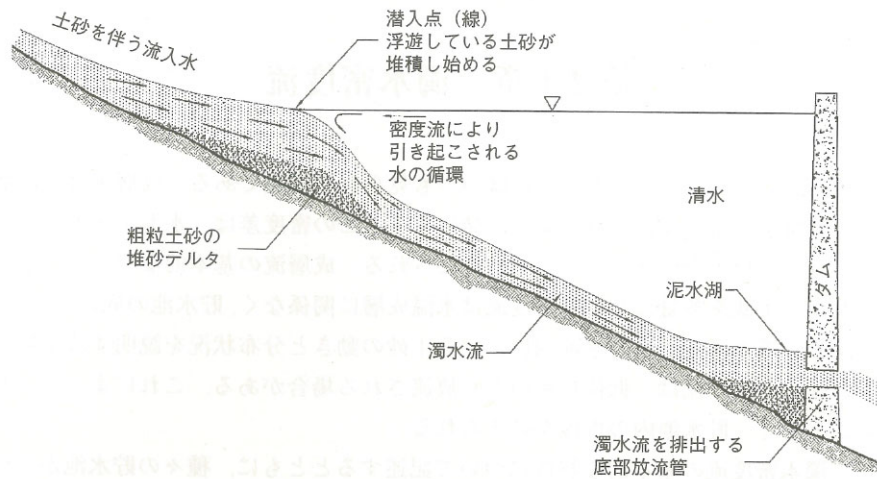 土砂を伴う流入水
潜入点（線）
浮遊している土砂が
堆積し始める
密度流により
引き起こされる
水の循環
清水
粗粒土砂の
堆砂デルタ
ダム
泥水湖
濁水流
濁水流を排出する
底部放流管